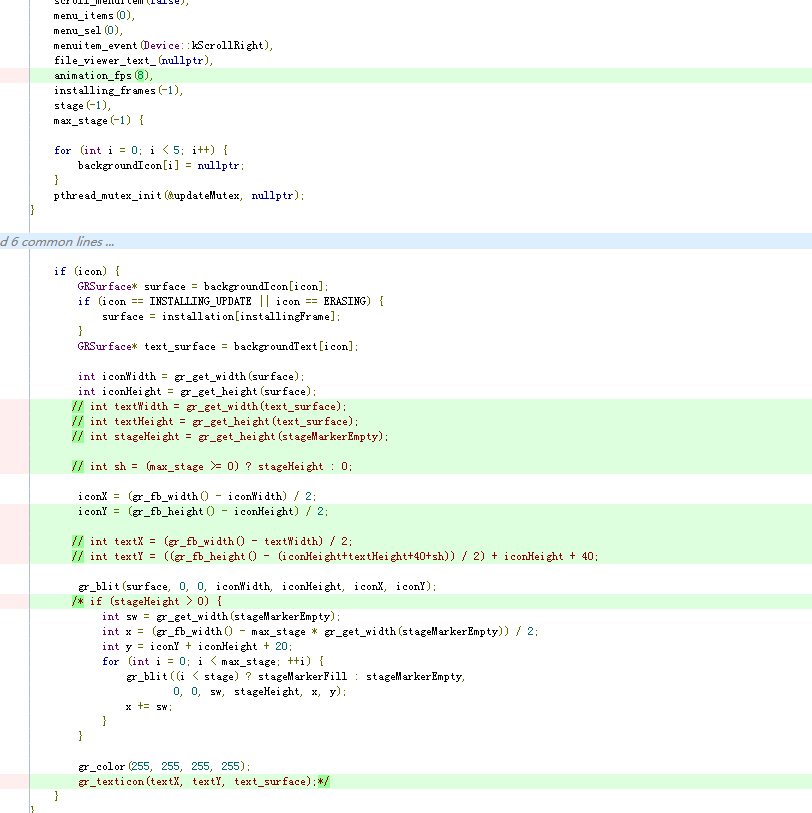 scroll_menuitem(false),
menu_items(0),
menu_sel(0),
menuitem_event(Device::kScrollRight),
file_viewer_text_(nullptr),
animation_fps(8),
installing_frames(-1),
stage(-1),
max_stage(-1) {
for (int i = 0; i < 5; i++) {
backgroundIcon[i] = nullptr;
}
pthread_mutex_init(&updateMutex, nullptr);
}
d 6 common lines ...
if (icon) {
GRSurface* surface = backgroundIcon[icon];
if (icon == INSTALLING_UPDATE || icon == ERASING) {
surface = installation[installingFrame];
}
GRSurface* text_surface = backgroundText[icon];
int iconWidth = gr_get_width(surface);
int iconHeight = gr_get_height(surface);
// int textWidth = gr_get_width(text_surface);
// int textHeight = gr_get_height(text_surface);
// int stageHeight = gr_get_height(stageMarkerEmpty);
// int sh = (max_stage >= 0) ? stageHeight : 0;
iconX = (gr_fb_width() - iconWidth) / 2;
iconY = (gr_fb_height() - iconHeight) / 2;
// int textX = (gr_fb_width() - textWidth) / 2;
// int textY = ((gr_fb_height() - (iconHeight+textHeight+40+sh)) / 2) + iconHeight + 40;
gr_blit(surface, 0, 0, iconWidth, iconHeight, iconX, iconY);
/* if (stageHeight > 0) {
int sw = gr_get_width(stageMarkerEmpty);
int x = (gr_fb_width() - max_stage * gr_get_width(stageMarkerEmpty)) / 2;
int y = iconY + iconHeight + 20;
for (int i = 0; i < max_stage; ++i) {
gr_blit((i < stage) ? stageMarkerFill : stageMarkerEmpty,
0, 0, sw, stageHeight, x, y);
x += sw;
}
}
gr_color(255, 255, 255, 255);
gr_texticon(textX, textY, text_surface);*/
}
}